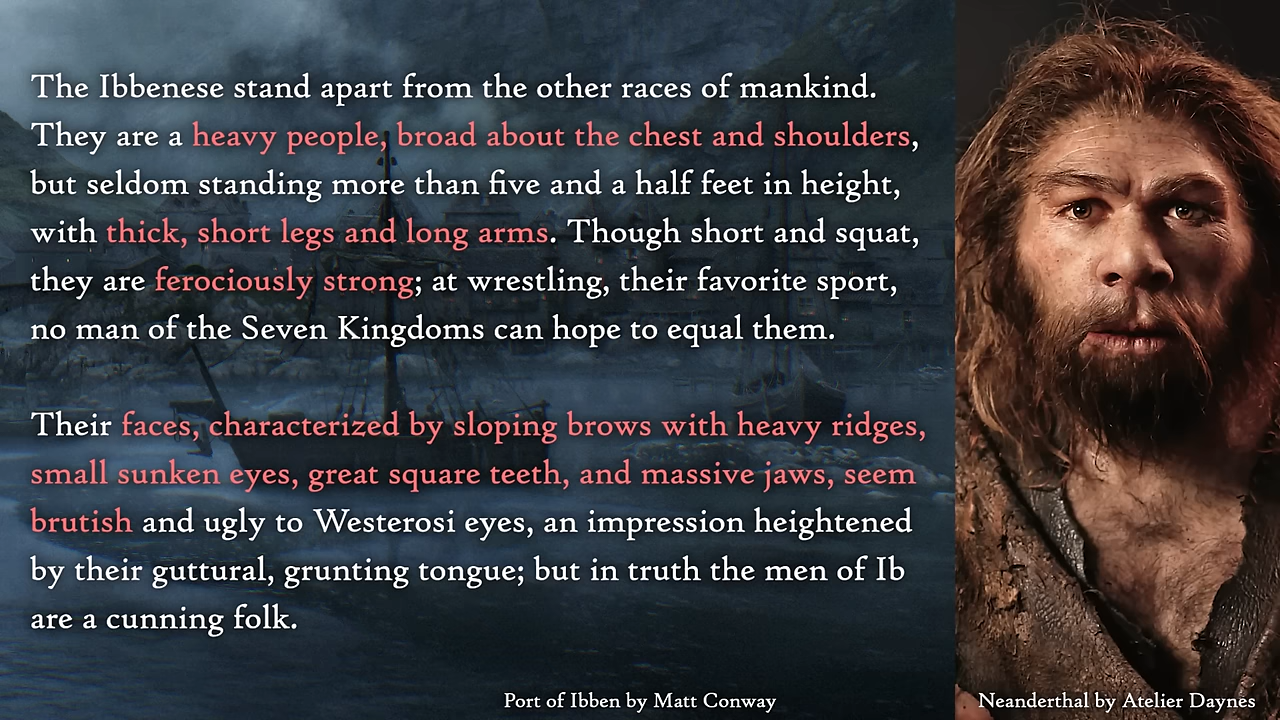 The Ibbenese stand apart from the other races of mankind.
They are a heavy people, broad about the chest and shoulders,
but seldom standing more than five and a half feet in height,
with thick, short legs and long arms. Though short and squat,
they are ferociously strong; at wrestling, their favorite sport,
no man of the Seven Kingdoms can hope to equal them.
Their faces, characterized by sloping brows with heavy ridges,
small sunken eyes, great square teeth, and massive jaws, seem
brutish and ugly to Westerosi eyes, an impression heightened
by their guttural, grunting tongue; but in truth the men of Ib
are a cunning folk.
Port of Ibben by Matt Conway
Neanderthal by Atelier Daynes